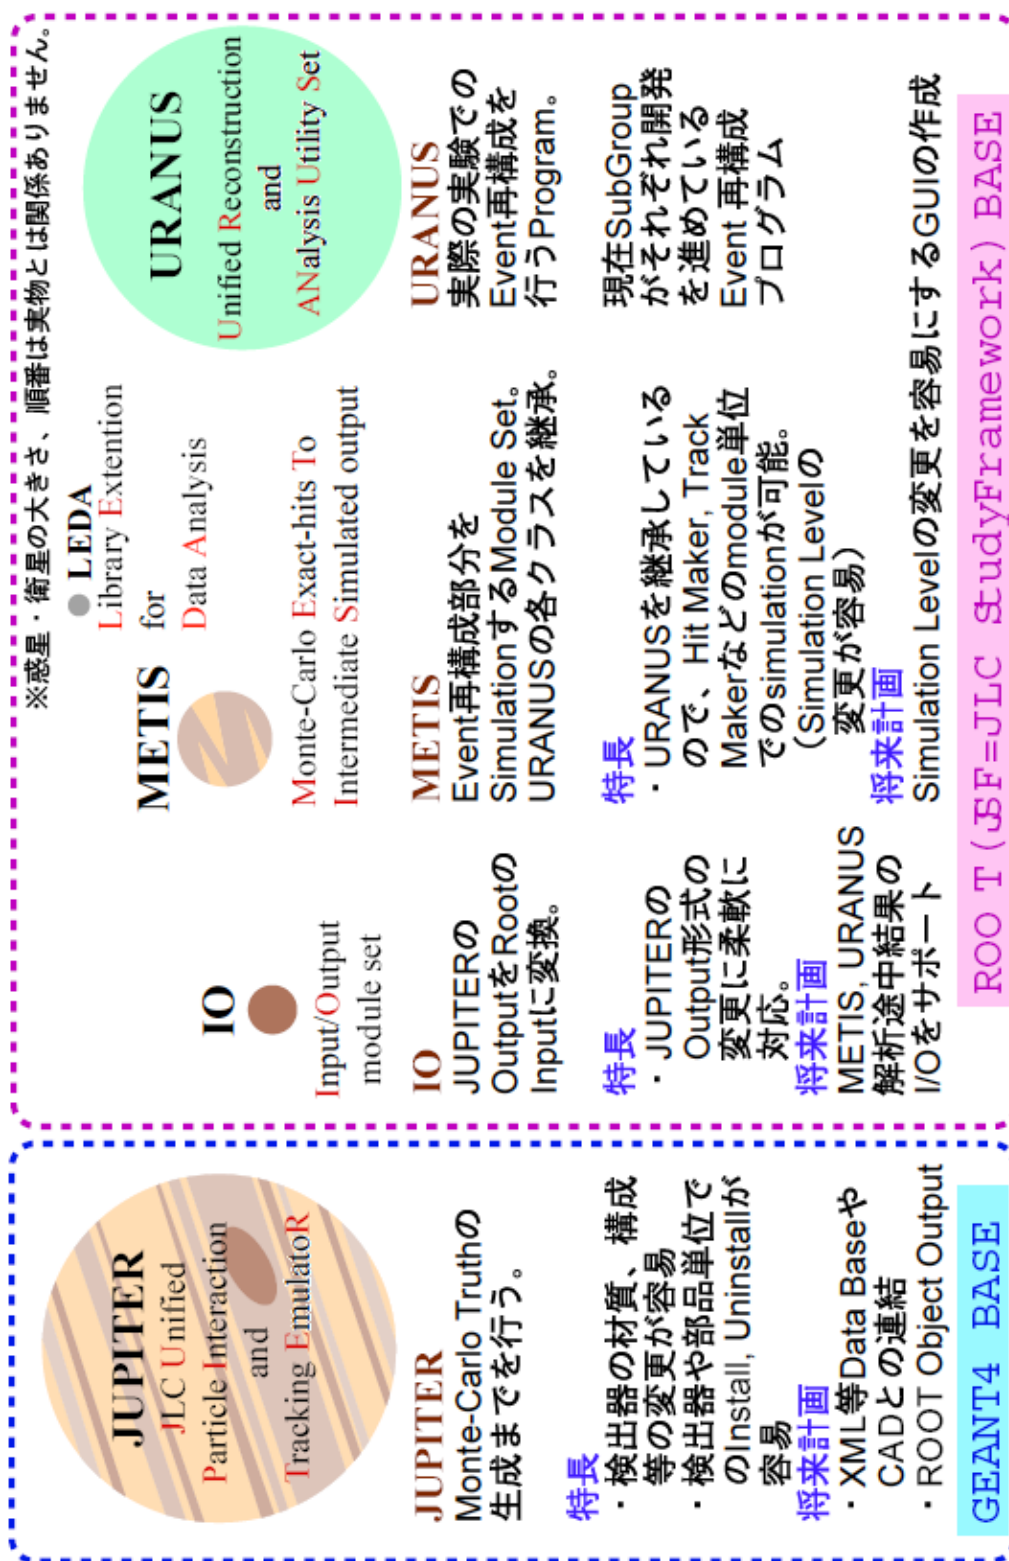 ※惑星・衛星の大きさ、順番は実物とは関係ありません。
JUPITER
JLC Unified
Particle Interaction
and
Tracking EmulatoR
IO
Input/Output
module set
METIS
Monte-Carlo Exact-hits To
Intermediate Simulated output
LEDA
Library Extention
for
Data Analysis
URANUS
Unified Reconstruction
and
ANalysis Utility Set
JUPITER
Monte-Carlo Truthの
生成までを行う。
特長
・検出器の材質、構成
等の変更が容易
・検出器や部品単位で
のInstall, Uninstallが
容易
将来計画
・XML等Data Baseや
CADとの連結
・ROOT Object Output
GEANT4 BASE
IO
JUPITERの
OutputをRootの
Inputに変換。
特長
・JUPITERの
Output形式の
変更に柔軟に
対応。
将来計画
METIS, URANUS
解析途中結果の
I/Oをサポート
METIS
Event再構成部分を
SimulationするModule Set。
URANUSの各クラスを継承。
特長
・URANUSを継承している
ので、Hit Maker, Track
Makerなどのmodule単位
でのsimulationが可能。
（Simulation Levelの
変更が容易）
将来計画
Simulation Levelの変更を容易にするGUIの作成
URANUS
実際の実験での
Event再構成を
行うProgram。
現在SubGroup
がそれぞれ開発
を進めている
Event 再構成
プログラム
ROO T (JSF=JLC StudyFramework) BASE